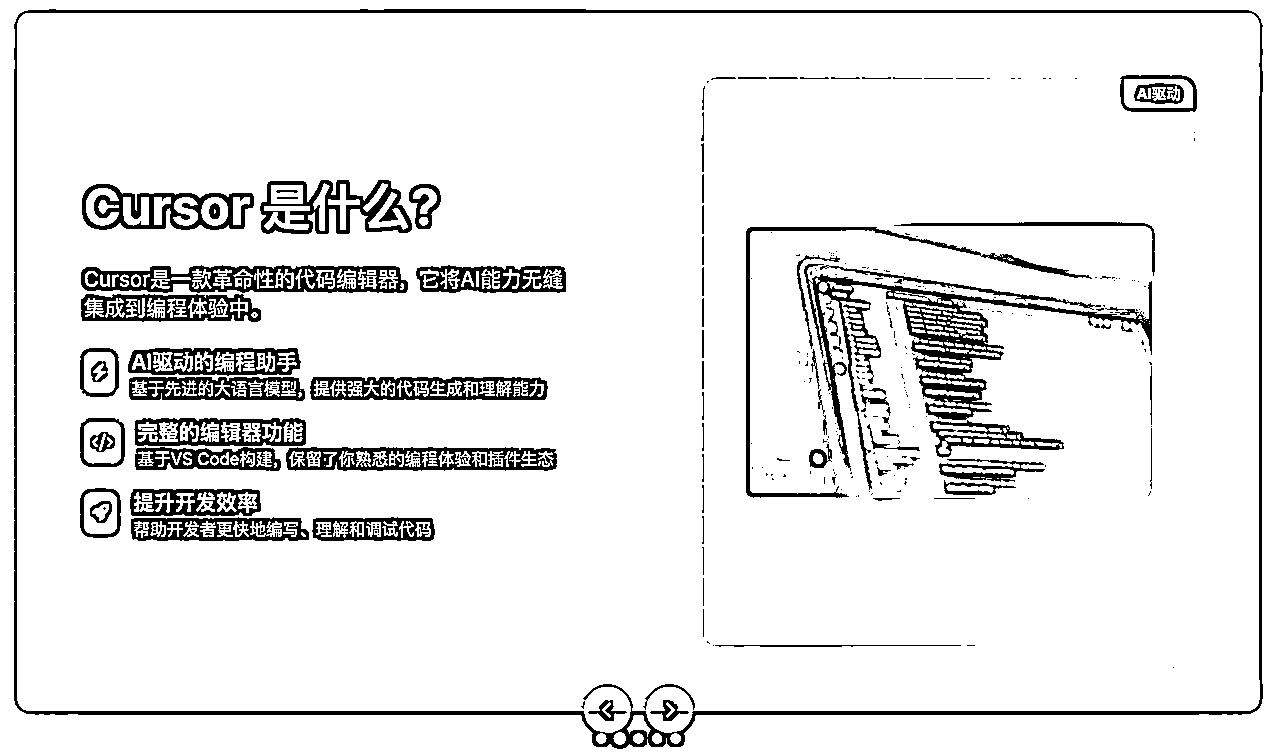 AI驱动
Cursor 是什么?
Cursor是一款革命性的代码编辑器，它将AI能力无缝
集成到编程体验中。
AI驱动的编程助手
基于先进的大语言模型，提供强大的代码生成和理解能力
完整的编辑器功能
基于VS Code构建，保留了你熟悉的编程体验和插件生态
提升开发效率
帮助开发者更快地编写、理解和调试代码